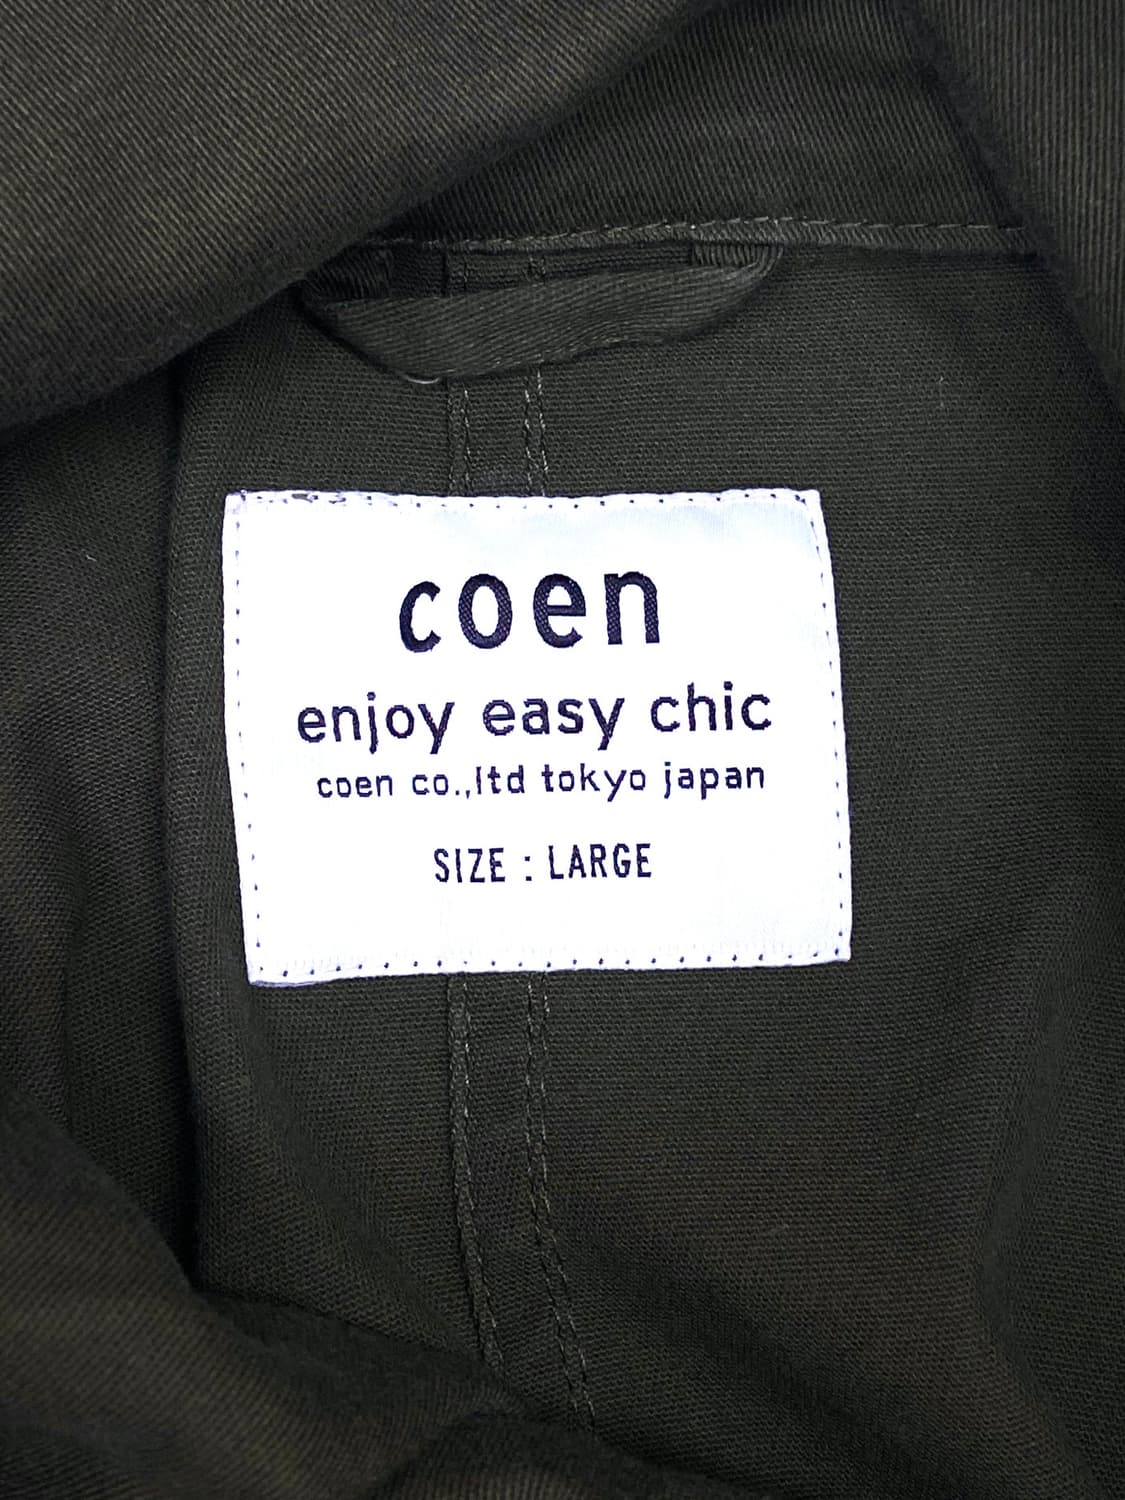 coen
enjoy easy chic
coen co.,ltd tokyo japan
SIZE : LARGE